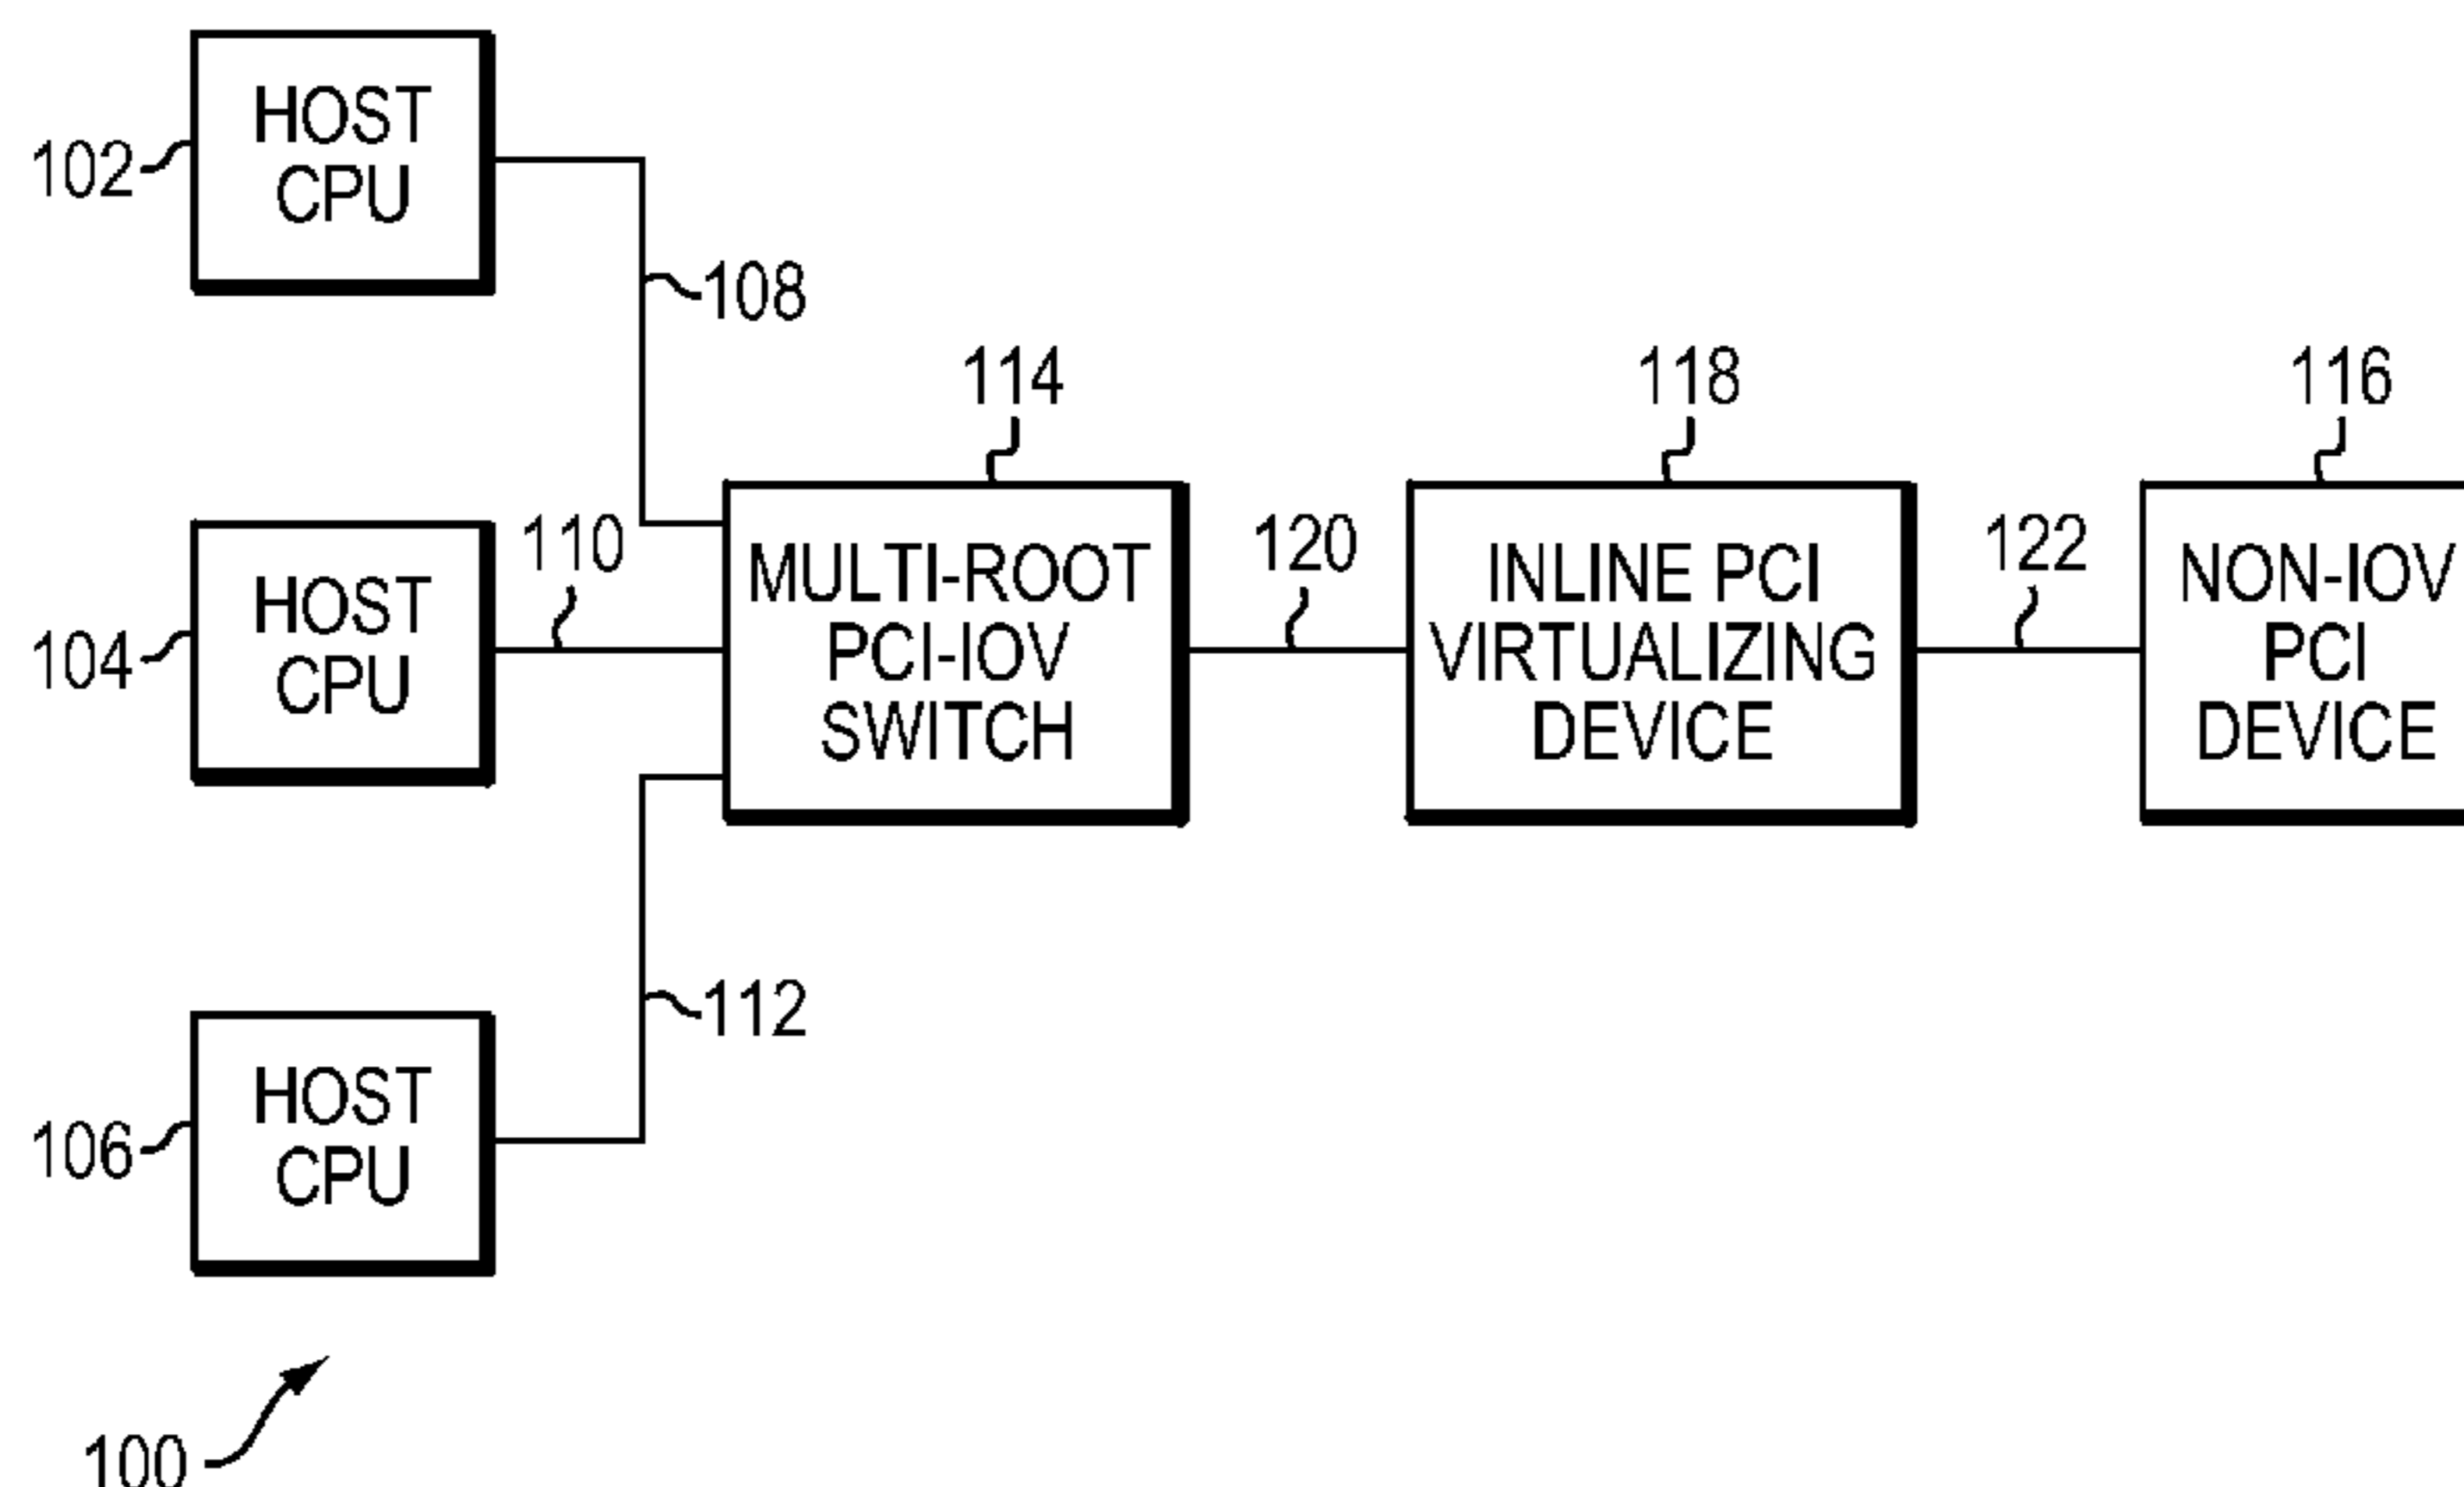 HOST
CPU
102
108
114
118
116
HOST
CPU
104
110
MULTI-ROOT
PCI-IOV
SWITCH
120
INLINE PCI
VIRTUALIZING
DEVICE
122
NON-IOV
PCI
DEVICE
112
HOST
CPU
106
100